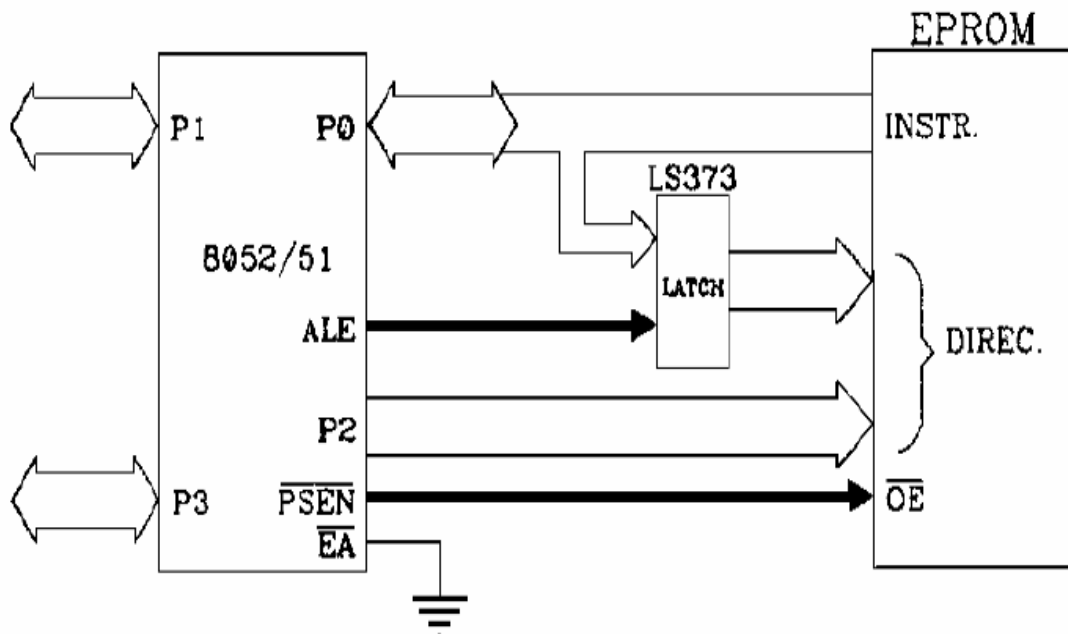 EPROM
P1
P0
INSTR.
LS373
8052/51
LATCH
ALE
DIREC.
P2
P3
PSEN
OE
EA